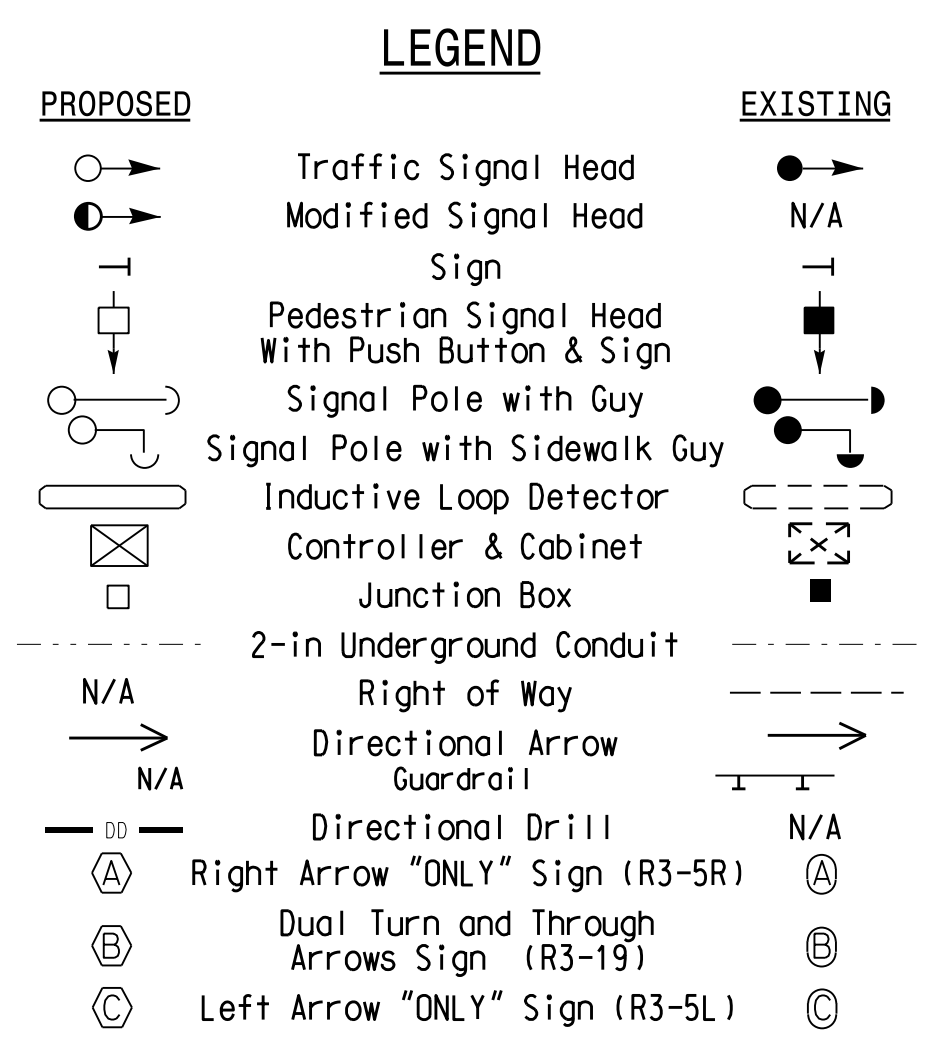 LEGEND
PROPOSED EXISTING
Traffic Signal Head
Modified Signal Head N/A
Sign
Pedestrian Signal Head
With Push Button & Sign
Signal Pole with Guy
Signal Pole with Sidewalk Guy
Inductive Loop Detector
Controller & Cabinet
Junction Box
2-in Underground Conduit
N/A Right of Way
Directional Arrow
N/A Guardrail
DD Directional Drill N/A
A Right Arrow "ONLY" Sign (R3-5R) A
Dual Turn and Through
B Arrows Sign (R3-19) B
C Left Arrow "ONLY" Sign (R3-5L) C